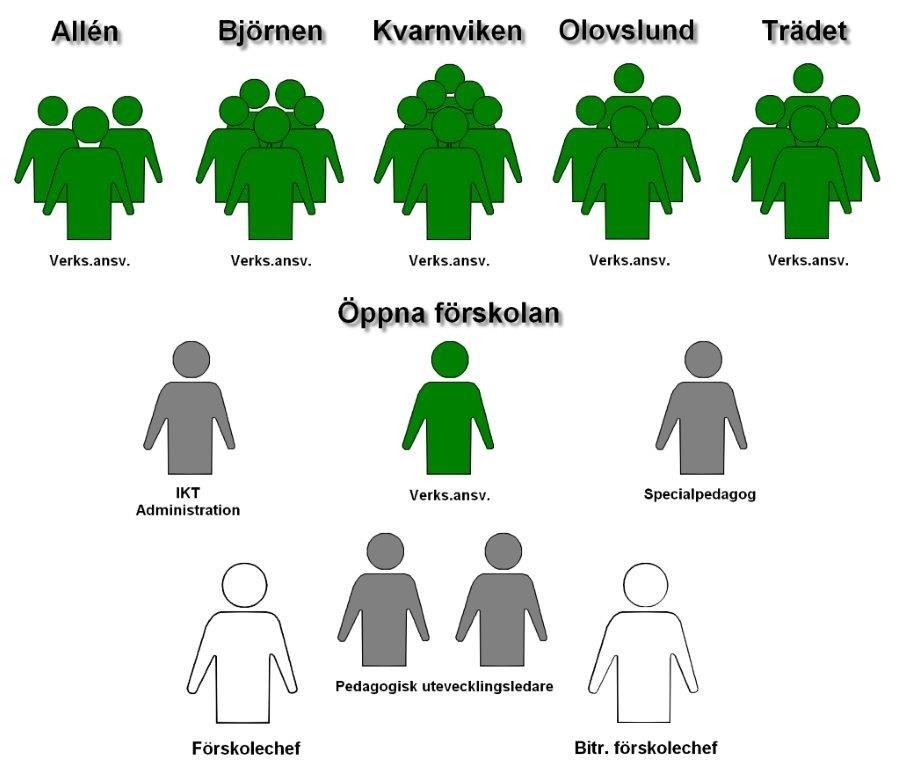 Allén Björnen Kvarnviken Olovslund Trädet
Verks.ansv. Verks.ansv. Verks.ansv. Verks.ansv. Verks.ansv.
Öppna förskolan
IKT
Administration
Verks.ansv.
Specialpedagog
Pedagogisk utevecklingsledare
Förskolechef
Bitr. förskolechef